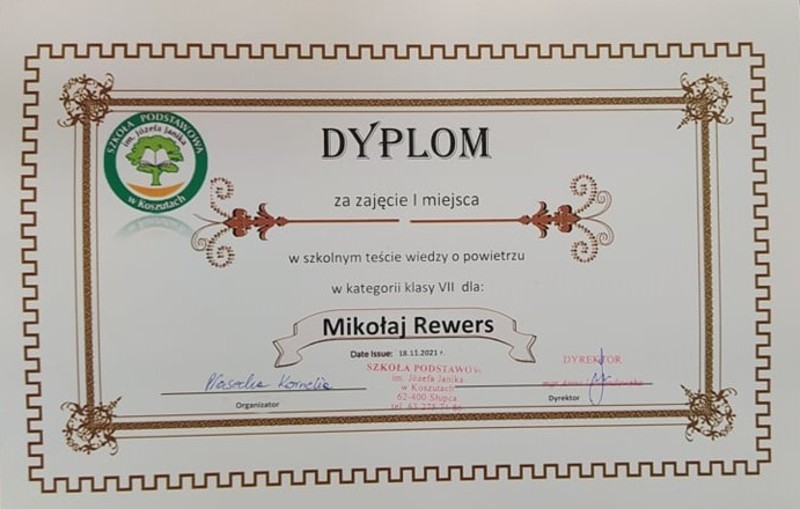 SZKOŁA PODSTAWOWA
im. Józefa Janika
w Koszutach
DYPLOM
za zajęcie I miejsca
w szkolnym teście wiedzy o powietrzu
w kategorii klasy VII dla:
Mikołaj Rewers
Date Issue: 18.11.2021 r.
SZKOŁA PODSTAWOWA
im. Józefa Janika
w Koszutach
62-400 Słupca
DYREKTOR
Kornelia
Organizator
Dyrektor